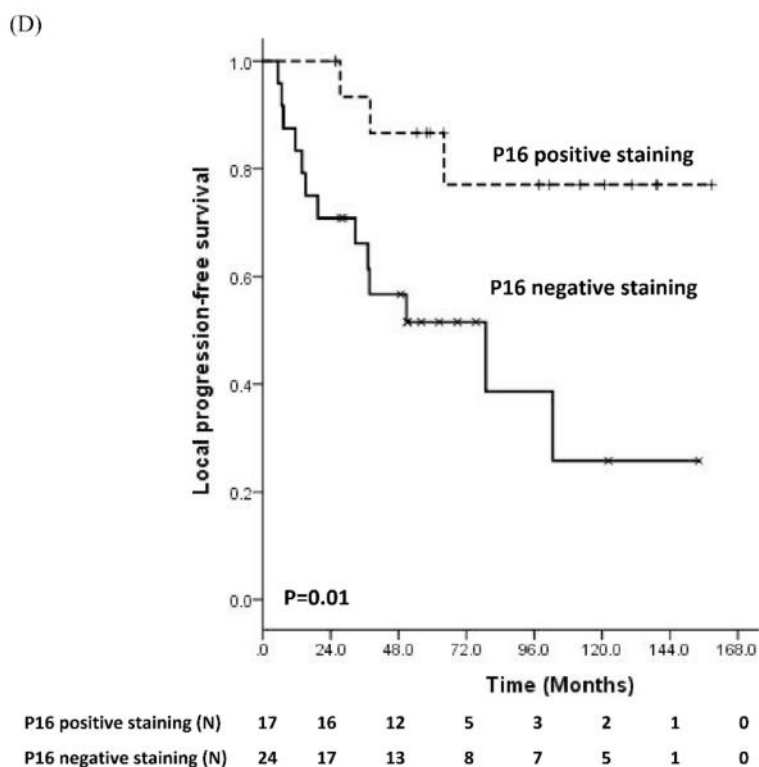 (D)
1.0
P16 positive staining
0.8
Local progression-free survival
0.6
P16 negative staining
0.4
0.2
P=0.01
0.0
.0 24.0 48.0 72.0 96.0 120.0 144.0 168.0
Time (Months)
P16 positive staining (N) 17 16 12 5 3 2 1 0
P16 negative staining (N) 24 17 13 8 7 5 1 0